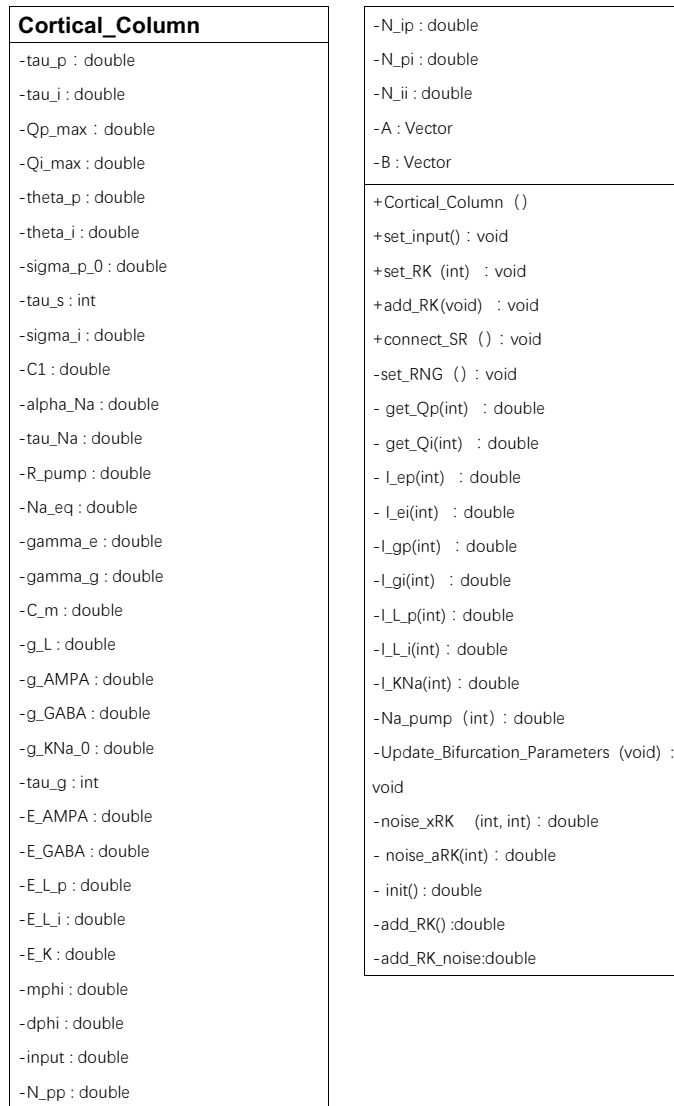 Cortical_Column
-tau_p：double
-tau_i : double
-Qp_max：double
-Qi_max : double
-theta_p : double
-theta_i : double
-sigma_p_0 : double
-tau_s : int
-sigma_i : double
-C1 : double
-alpha_Na : double
-tau_Na : double
-R_pump : double
-Na_eq : double
-gamma_e : double
-gamma_g : double
-C_m : double
-g_L : double
-g_AMPA : double
-g_GABA : double
-g_KNa_0 : double
-tau_g : int
-E_AMPA : double
-E_GABA : double
-E_L_p : double
-E_L_i : double
-E_K : double
-mphi : double
-dphi : double
-input : double
-N_pp : double
-N_ip : double
-N_pi : double
-N_ii : double
-A : Vector
-B : Vector
+Cortical_Column（）
+set_input()：void
+set_RK (int) ：void
+add_RK(void) ：void
+connect_SR（）：void
-set_RNG（）：void
- get_Qp(int) ：double
- get_Qi(int) ：double
- I_ep(int) ：double
- I_ei(int) ：double
-I_gp(int) ：double
-I_gi(int) ：double
-I_L_p(int)：double
-I_L_i(int)：double
-I_KNa(int)：double
-Na_pump（int)：double
-Update_Bifurcation_Parameters (void)：
void
-noise_xRK (int, int)：double
- noise_aRK(int)：double
- init() : double
-add_RK() :double
-add_RK_noise:double